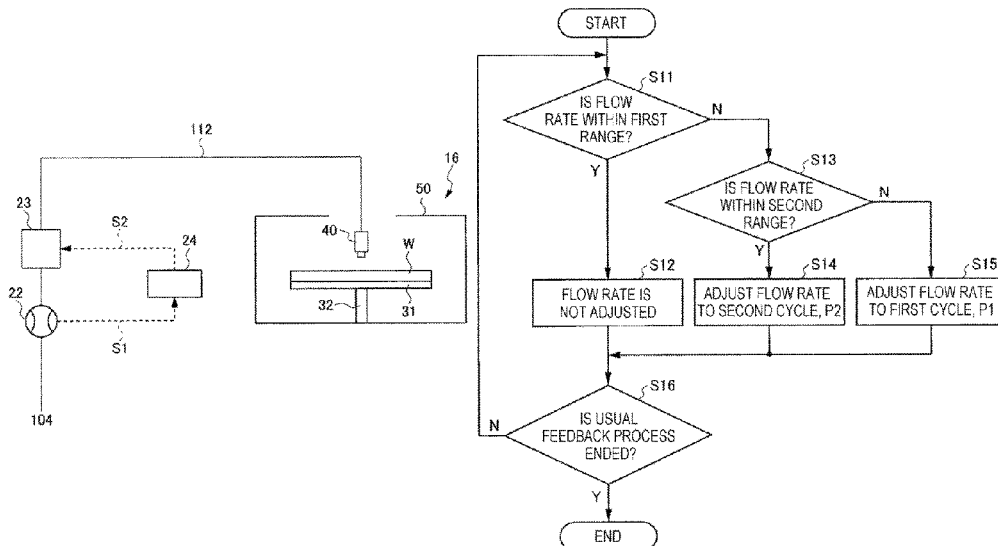 112
16
23
S2
24
50
40
W
22
S1
32
31
104
START
S11
IS FLOW
RATE WITHIN FIRST
RANGE?
N
Y
S13
IS FLOW RATE
WITHIN SECOND
RANGE?
N
Y
S12
FLOW RATE IS
NOT ADJUSTED
S14
ADJUST FLOW RATE
TO SECOND CYCLE, P2
S15
ADJUST FLOW RATE
TO FIRST CYCLE, P1
S16
IS USUAL
FEEDBACK PROCESS
ENDED?
N
Y
END